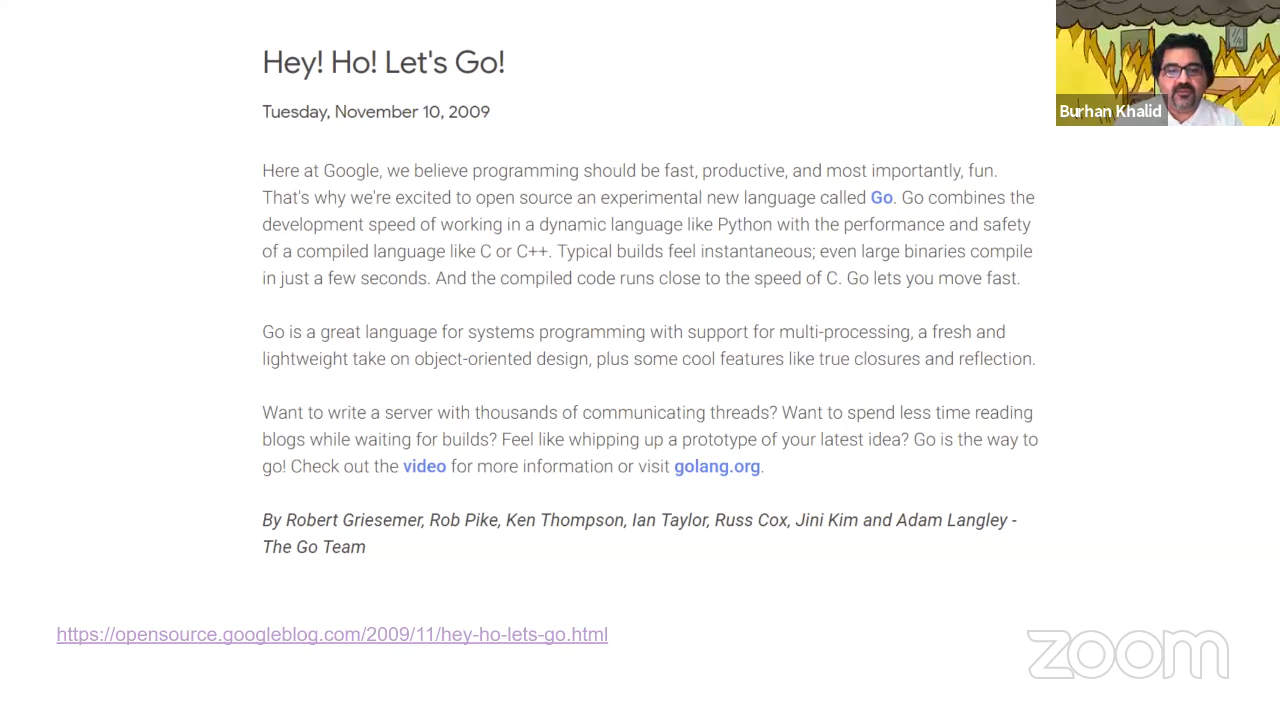 Hey! Ho! Let's Go!
Tuesday, November 10, 2009
Here at Google, we believe programming should be fast, productive, and most importantly, fun.
That's why we're excited to open source an experimental new language called Go. Go combines the
development speed of working in a dynamic language like Python with the performance and safety
of a compiled language like C or C++. Typical builds feel instantaneous; even large binaries compile
in just a few seconds. And the compiled code runs close to the speed of C. Go lets you move fast.
Go is a great language for systems programming with support for multi-processing, a fresh and
lightweight take on object-oriented design, plus some cool features like true closures and reflection.
Want to write a server with thousands of communicating threads? Want to spend less time reading
blogs while waiting for builds? Feel like whipping up a prototype of your latest idea? Go is the way to
go! Check out the video for more information or visit golang.org.
By Robert Griesemer, Rob Pike, Ken Thompson, Ian Taylor, Russ Cox, Jini Kim and Adam Langley -
The Go Team
https://opensource.googleblog.com/2009/11/hey-ho-lets-go.html
Burhan Khalid
zoom